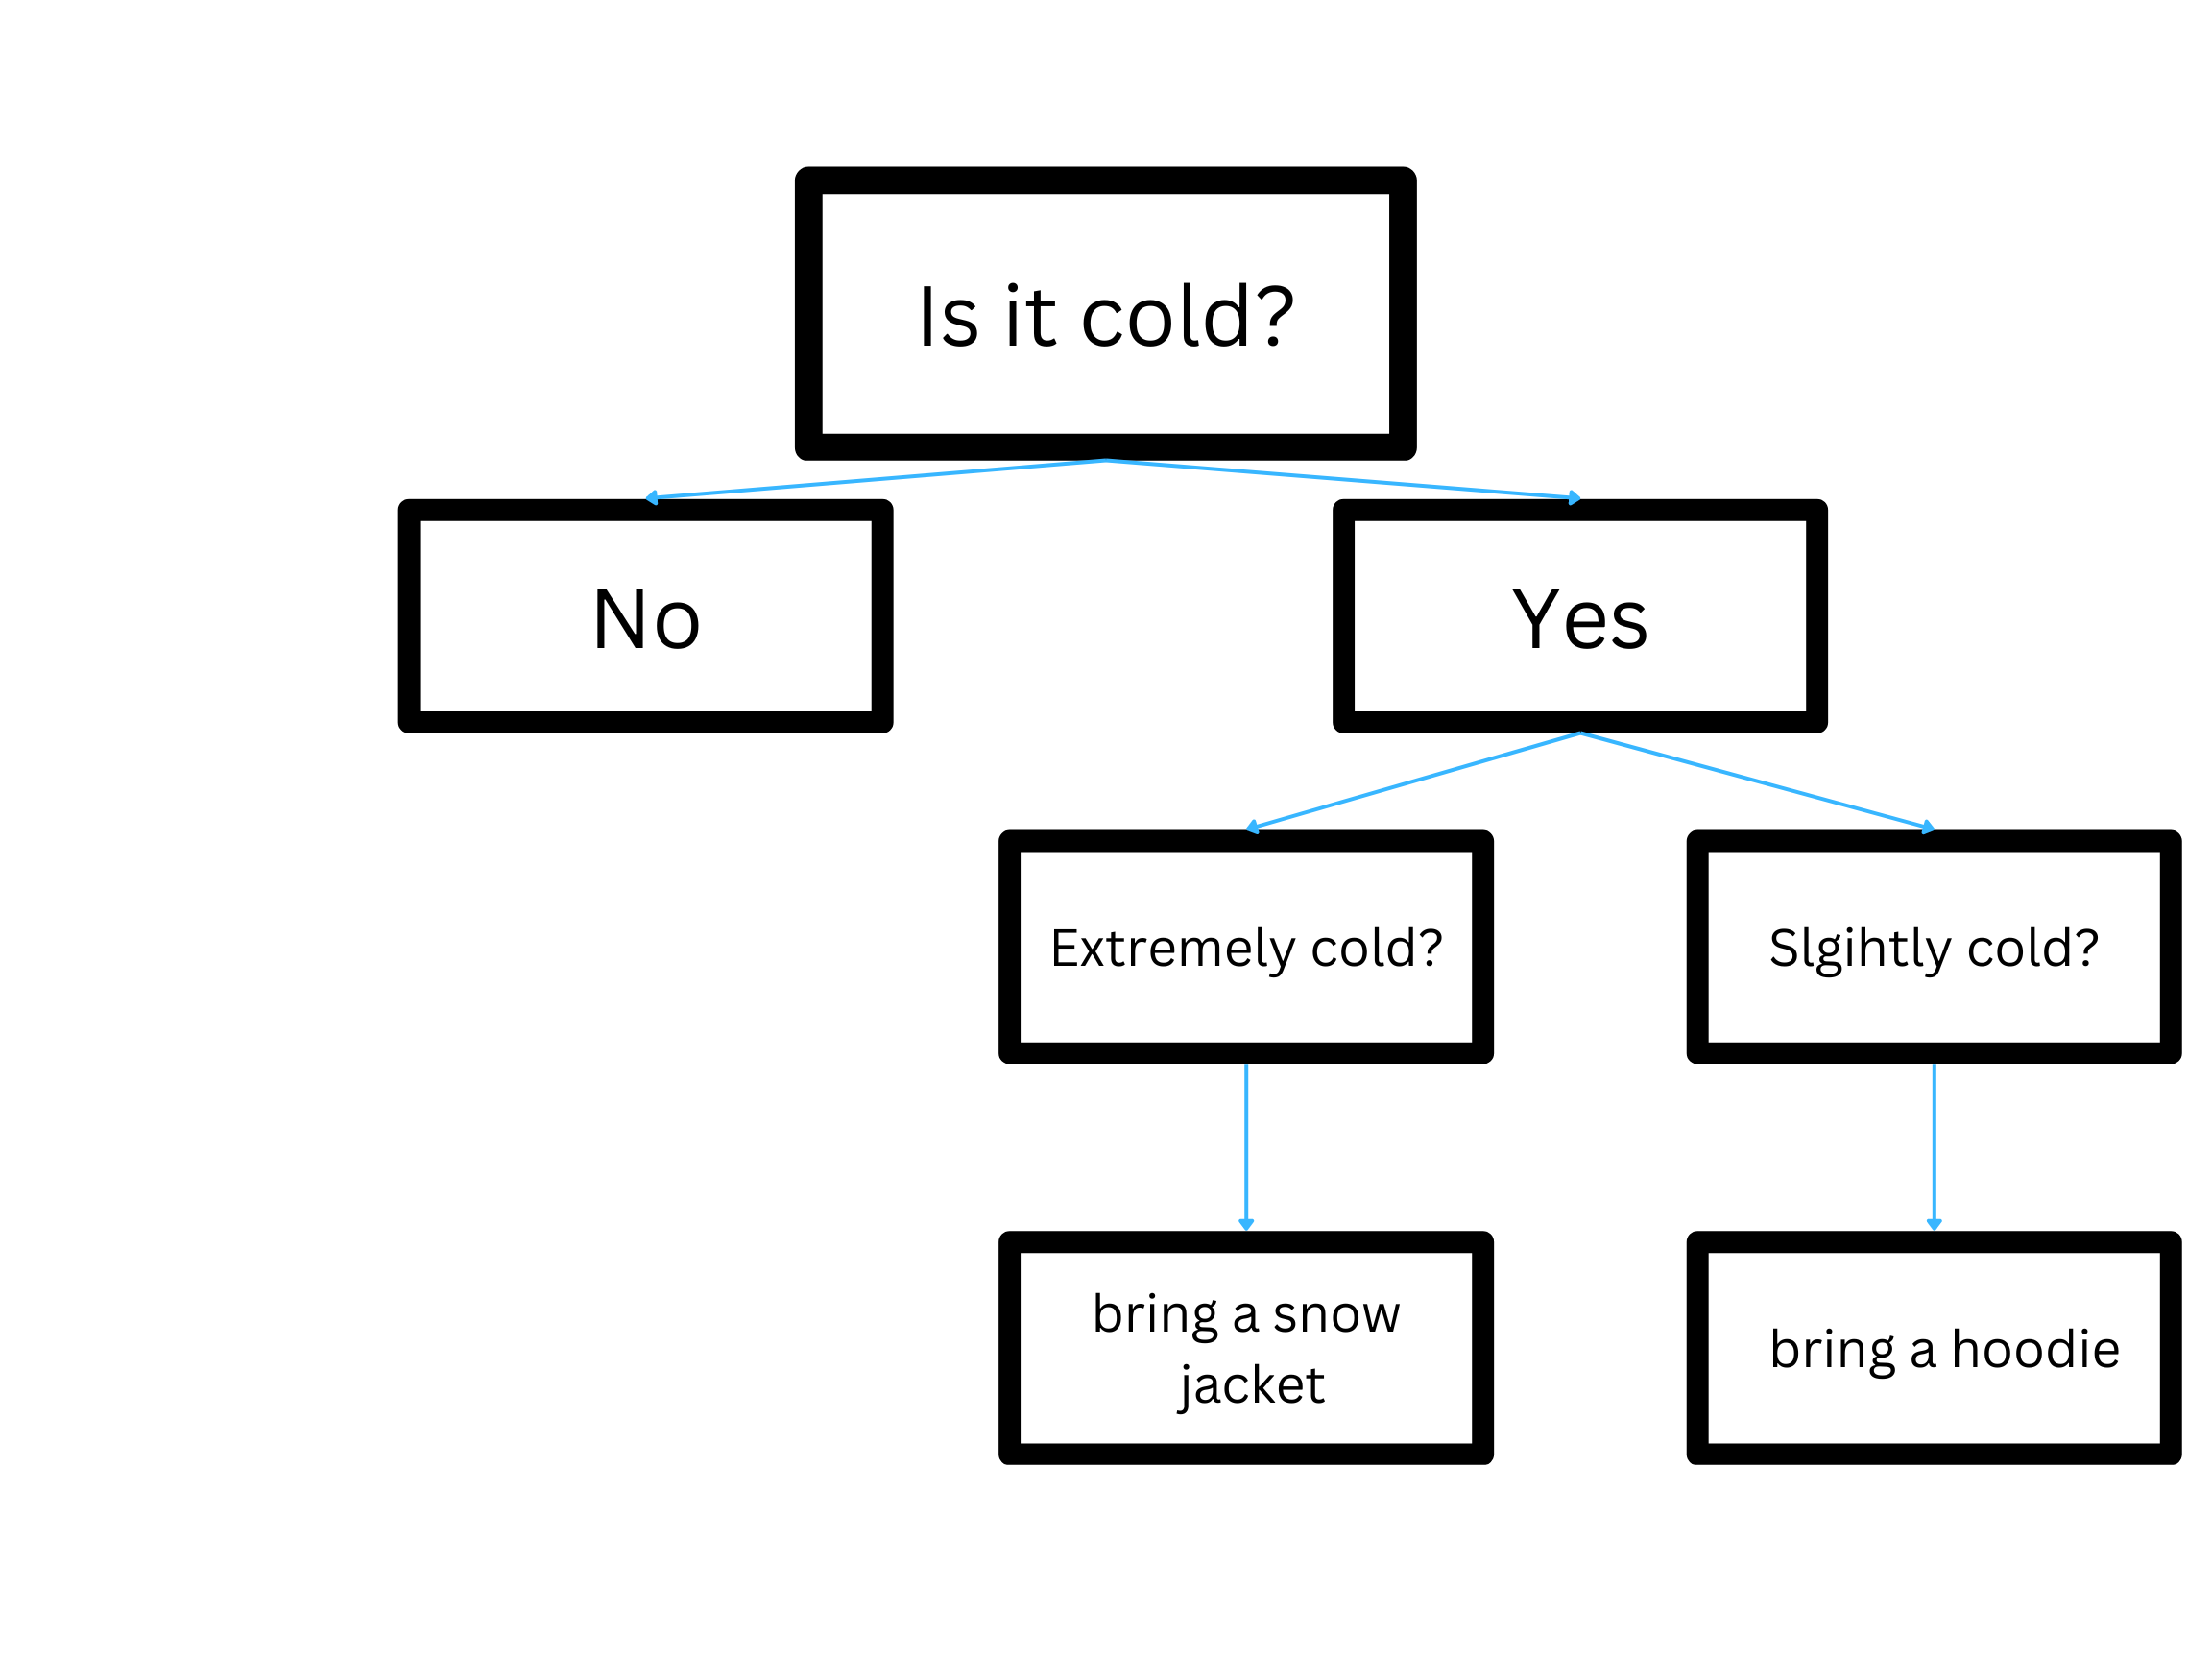 Is it cold?
No
Yes
Extremely cold?
Slgihtly cold?
bring a snow
jacket
bring a hoodie